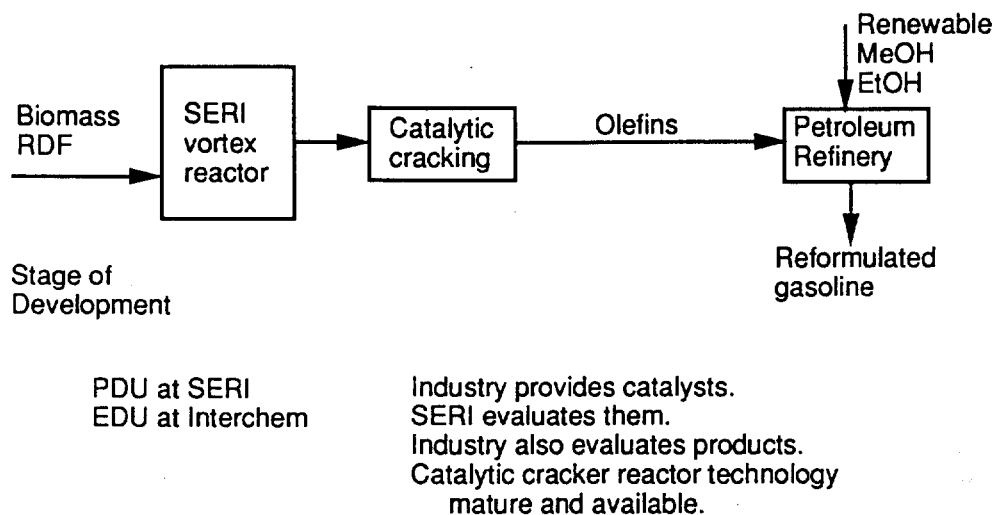 Biomass
RDF
SERI
vortex
reactor
Catalytic
cracking
Olefins
Renewable
MeOH
EtOH
Petroleum
Refinery
Reformulated
gasoline
Stage of
Development
PDU at SERI
EDU at Interchem
Industry provides catalysts.
SERI evaluates them.
Industry also evaluates products.
Catalytic cracker reactor technology
mature and available.